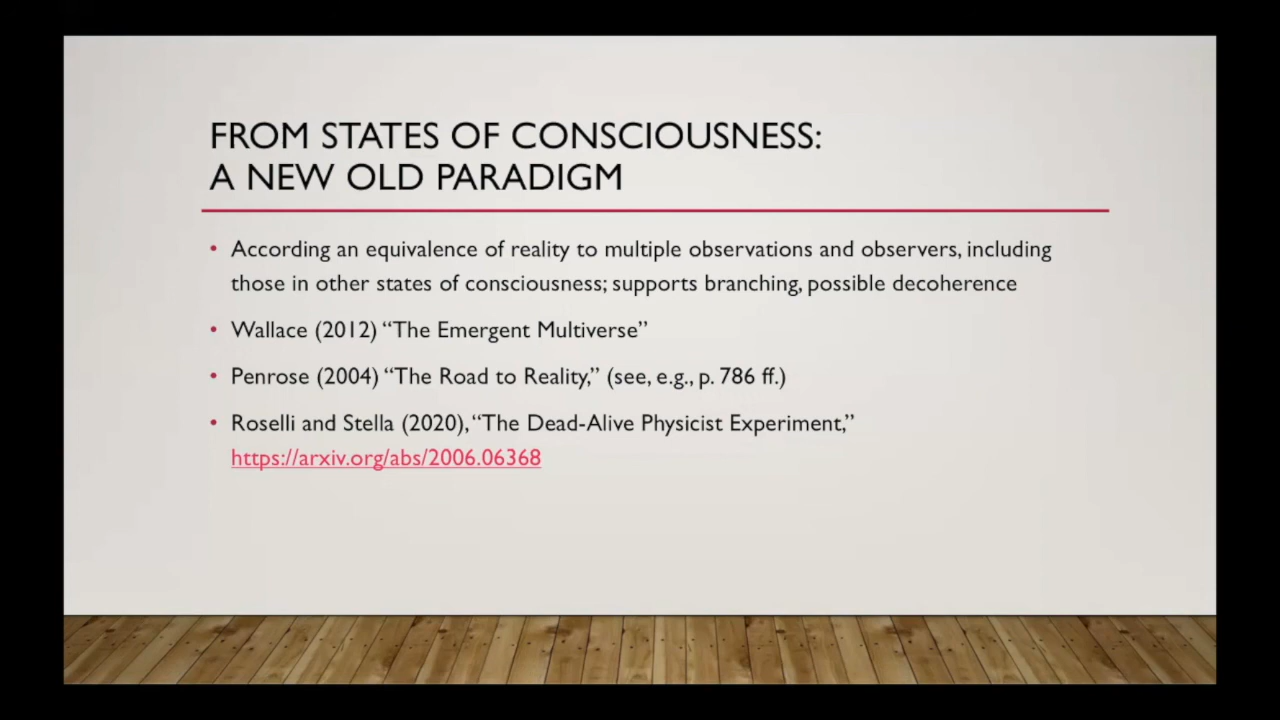 FROM STATES OF CONSCIOUSNESS:
A NEW OLD PARADIGM
• According an equivalence of reality to multiple observations and observers, including
those in other states of consciousness; supports branching, possible decoherence
• Wallace (2012) “The Emergent Multiverse”
• Penrose (2004) “The Road to Reality,” (see, e.g., p. 786 ff.)
• Roselli and Stella (2020), “The Dead-Alive Physicist Experiment,”
https://arxiv.org/abs/2006.06368